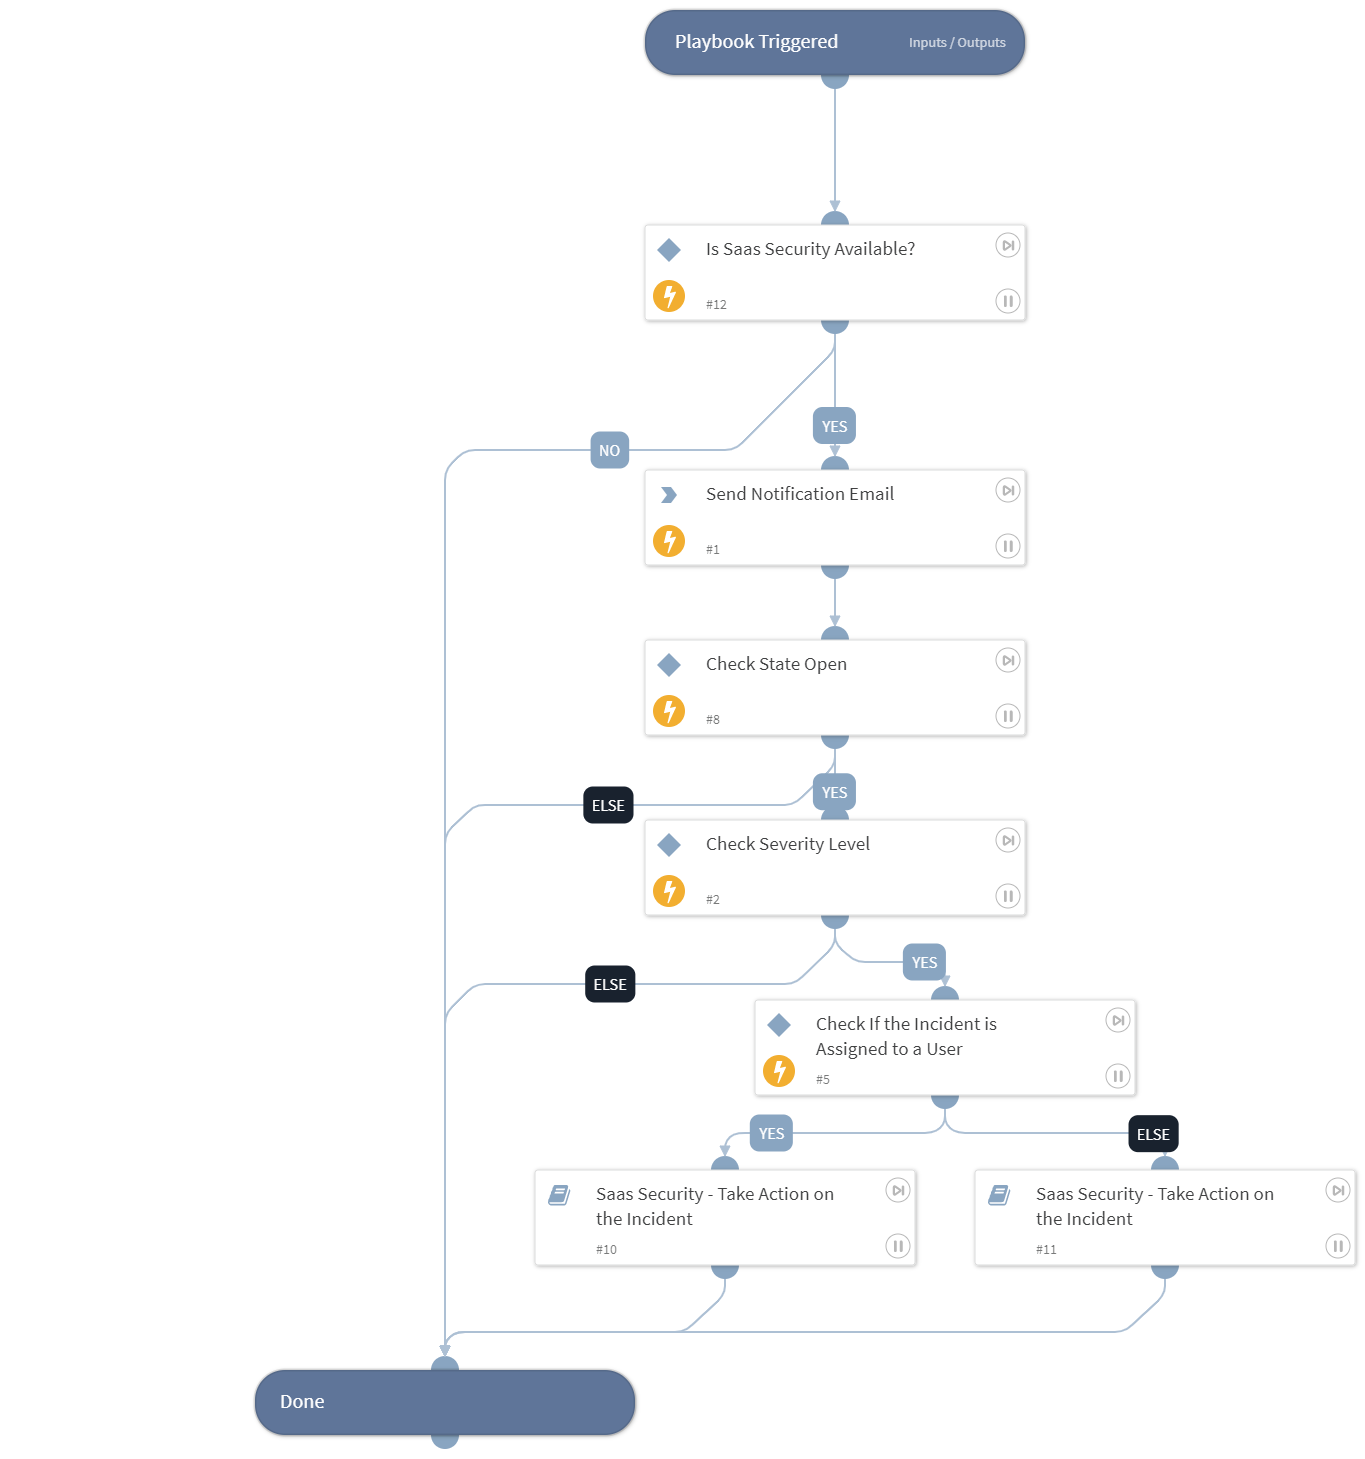 Playbook Triggered
Inputs / Outputs
Is Saas Security Available?
#12
YES
NO
Send Notification Email
#1
Check State Open
#8
YES
ELSE
Check Severity Level
#2
YES
ELSE
Check If the Incident is
Assigned to a User
#5
YES
ELSE
Saas Security - Take Action on
the Incident
#10
Saas Security - Take Action on
the Incident
#11
Done